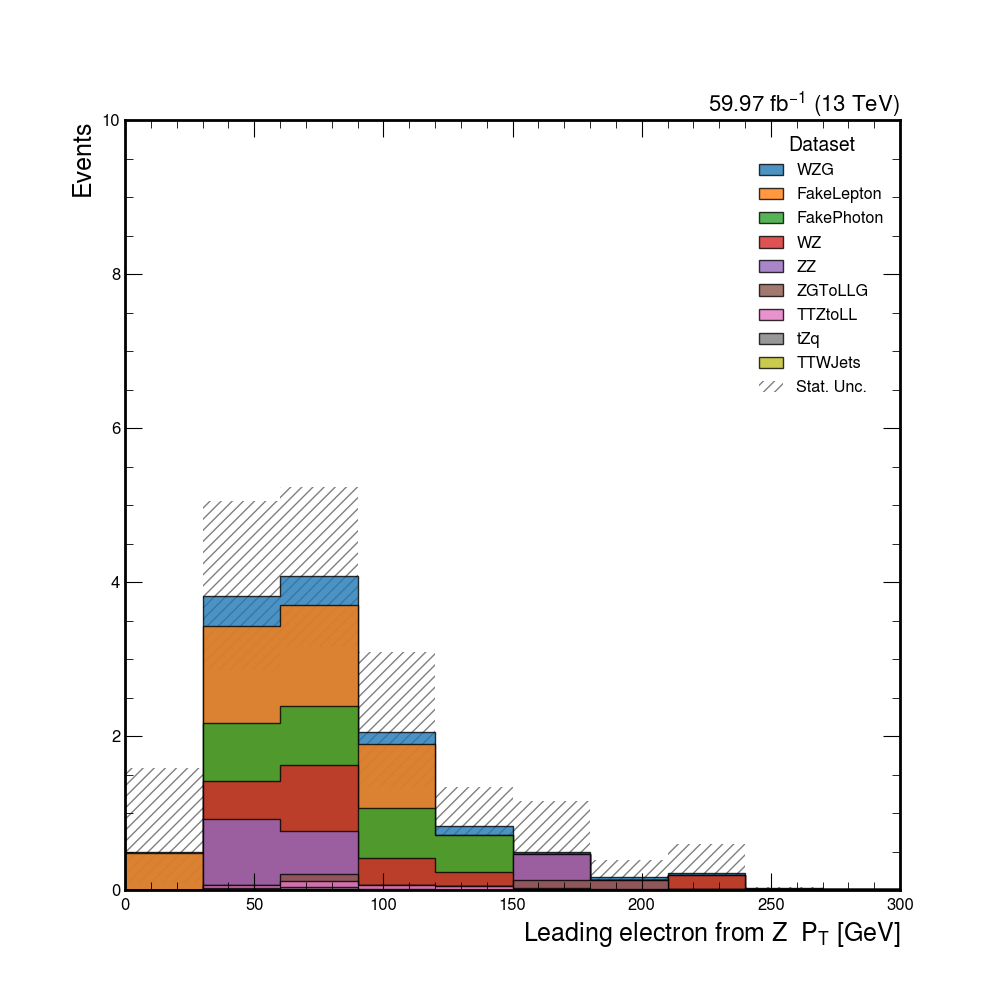 59.97 fb⁻¹ (13 TeV)
Events
10
8
6
4
2
0
Dataset
WZG
FakeLepton
FakePhoton
WZ
ZZ
ZGToLLG
TTZtoLL
tZq
TTWJets
Stat. Unc.
0 50 100 150 200 250 300
Leading electron from Z P_T [GeV]